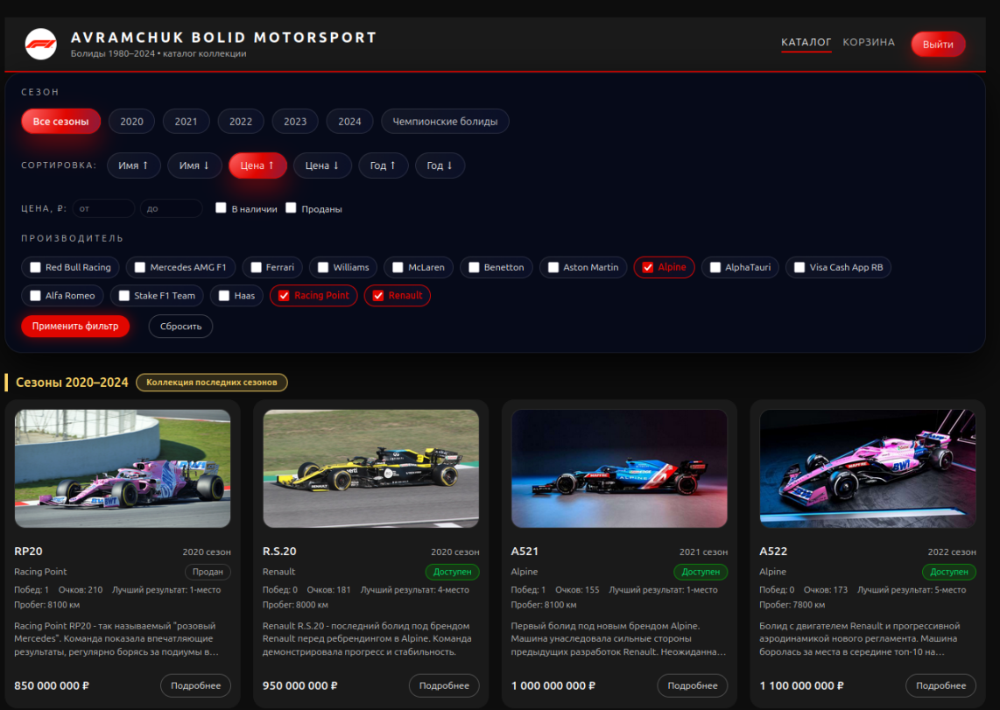 AVRAMCHUK BOLID MOTORSPORT
Болиды 1980–2024 • каталог коллекции
КАТАЛОГ КОРЗИНА Выйти
СЕЗОН
Все сезоны 2020 2021 2022 2023 2024 Чемпионские болиды
СОРТИРОВКА: Имя ↑ Имя ↓ Цена ↑ Цена ↓ Год ↑ Год ↓
ЦЕНА, ₽: от до В наличии Проданы
ПРОИЗВОДИТЕЛЬ
Red Bull Racing Mercedes AMG F1 Ferrari Williams McLaren Benetton Aston Martin Alpine AlphaTauri Visa Cash App RB
Alfa Romeo Stake F1 Team Haas Racing Point Renault
Применить фильтр Сбросить
Сезоны 2020–2024 Коллекция последних сезонов
RP20 2020 сезон
Racing Point Продан
Побед: 1 Очков: 210 Лучший результат: 1-место
Пробег: 8100 км
Racing Point RP20 - так называемый "розовый
Mercedes". Команда показала впечатляющие
результаты, регулярно борясь за подиумы в...
850 000 000 ₽ Подробнее
R.S.20 2020 сезон
Renault Доступен
Побед: 0 Очков: 181 Лучший результат: 4-место
Пробег: 8000 км
Renault R.S.20 - последний болид под брендом
Renault перед ребрендингом в Alpine. Команда
демонстрировала прогресс и стабильность.
950 000 000 ₽ Подробнее
A521 2021 сезон
Alpine Доступен
Побед: 1 Очков: 155 Лучший результат: 1-место
Пробег: 8100 км
Первый болид под новым брендом Alpine.
Машина унаследовала сильные стороны
предыдущих разработок Renault. Неожиданна...
1 000 000 000 ₽ Подробнее
A522 2022 сезон
Alpine Доступен
Побед: 0 Очков: 173 Лучший результат: 5-место
Пробег: 7800 км
Болид с двигателем Renault и прогрессивной
аэродинамикой нового регламента. Машина
боролась за места в середине топ-10 на...
1 100 000 000 ₽ Подробнее